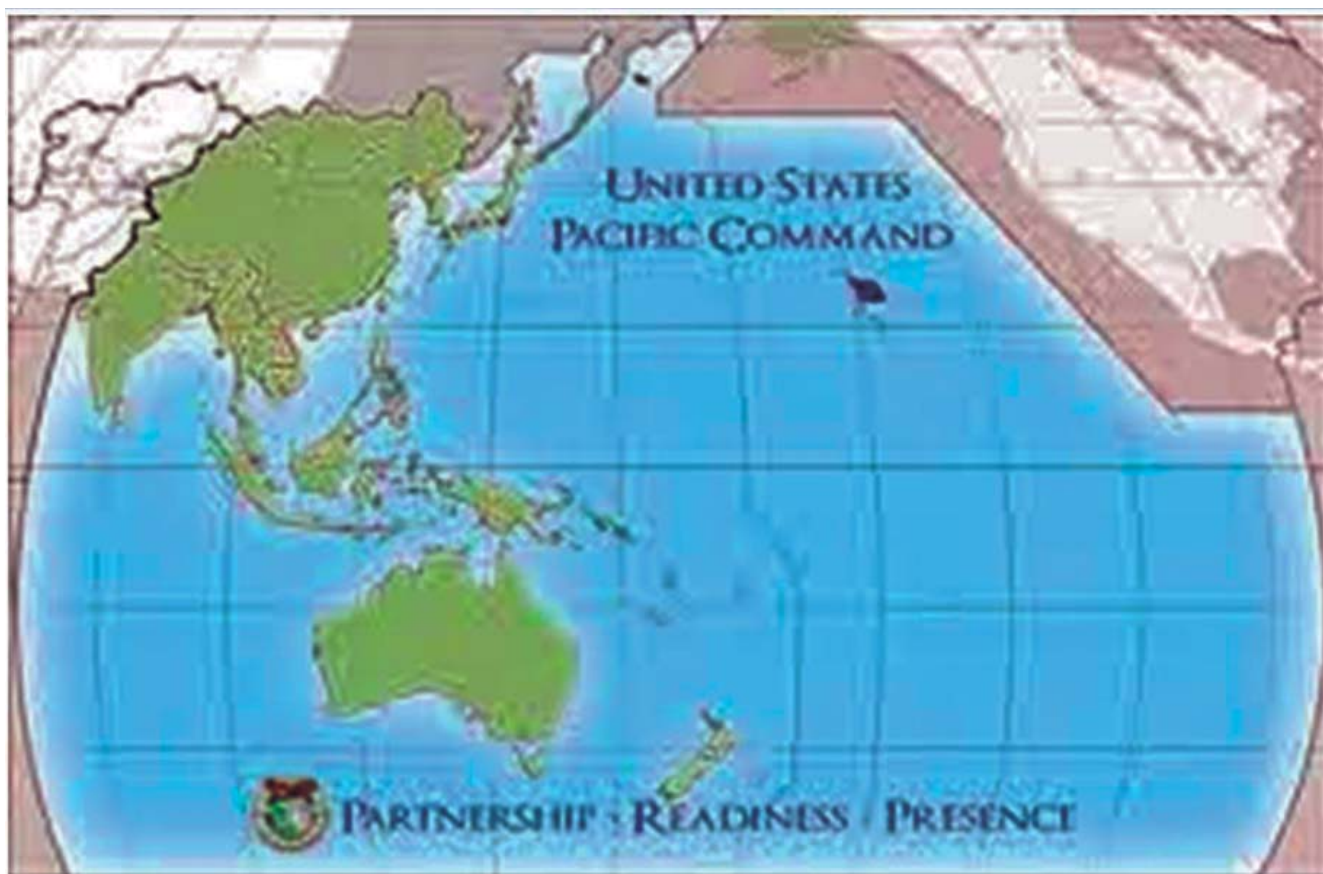 UNITED STATES
PACIFIC COMMAND
PARTNERSHIP · READINESS / PRESENCE